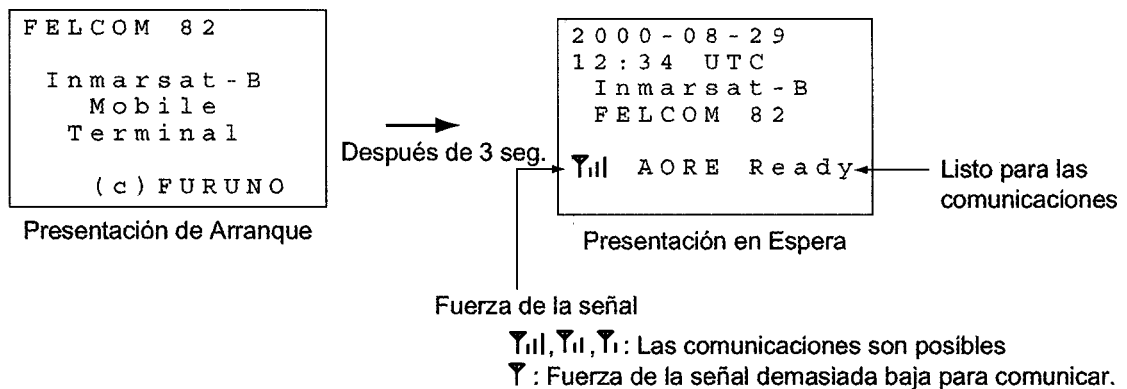 FELCOM 82
Inmarsat-B
Mobile
Terminal
(c)FURUNO
Presentación de Arranque
Después de 3 seg.
2000-08-29
12:34 UTC
Inmarsat-B
FELCOM 82
AORE Ready
Presentación en Espera
Listo para las
comunicaciones
Fuerza de la señal
, , : Las comunicaciones son posibles
: Fuerza de la señal demasiada baja para comunicar.